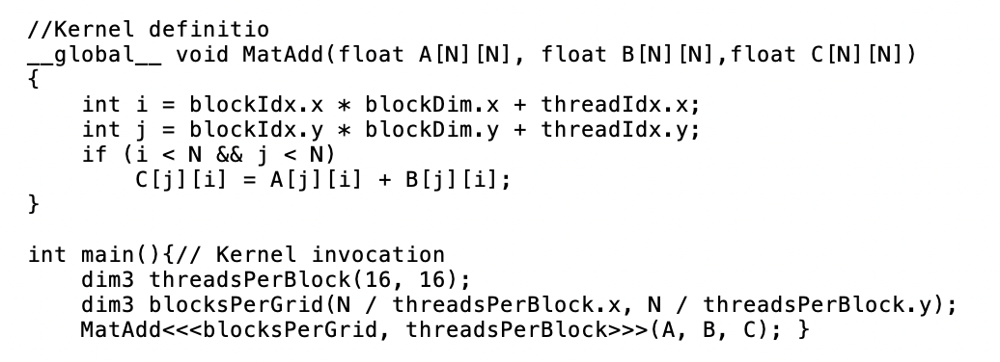 //Kernel definitio
__global__ void MatAdd(float A[N][N], float B[N][N],float C[N][N])
{
    int i = blockIdx.x * blockDim.x + threadIdx.x;
    int j = blockIdx.y * blockDim.y + threadIdx.y;
    if (i < N && j < N)
        C[j][i] = A[j][i] + B[j][i];
}

int main(){// Kernel invocation
    dim3 threadsPerBlock(16, 16);
    dim3 blocksPerGrid(N / threadsPerBlock.x, N / threadsPerBlock.y);
    MatAdd<<<blocksPerGrid, threadsPerBlock>>>(A, B, C); }